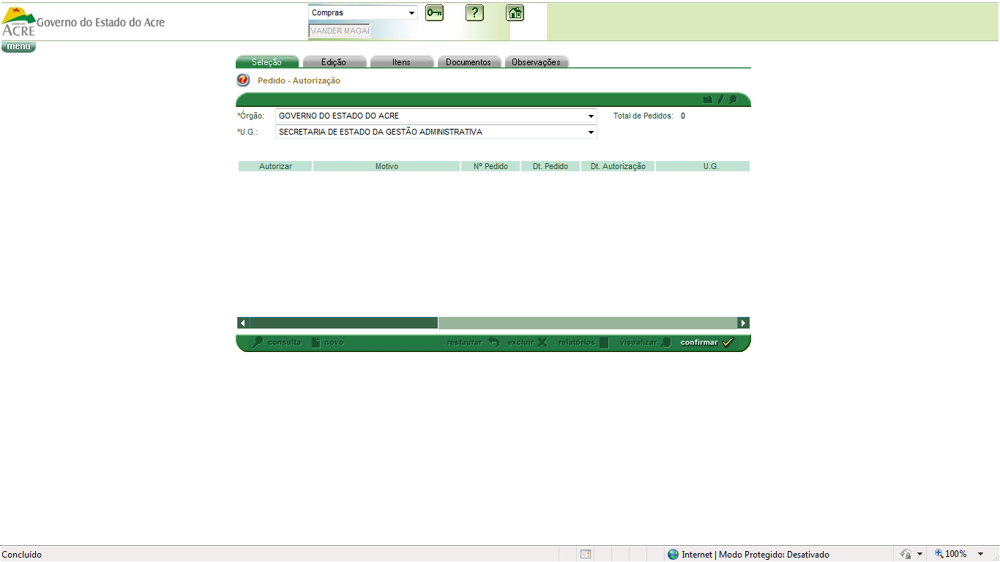 Governo do Estado do Acre
GOVERNO DO
ACRE
Compras
VANDER MAGAI
menu
Seleção Edição Itens Documentos Observações
Pedido - Autorização
*Órgão: GOVERNO DO ESTADO DO ACRE Total de Pedidos: 0
*U.G.: SECRETARIA DE ESTADO DA GESTÃO ADMINISTRATIVA
Autorizar Motivo Nº Pedido Dt. Pedido Dt. Autorização U.G.
consulta novo restaurar excluir relatórios visualizar confirmar
Concluído Internet | Modo Protegido: Desativado 100%